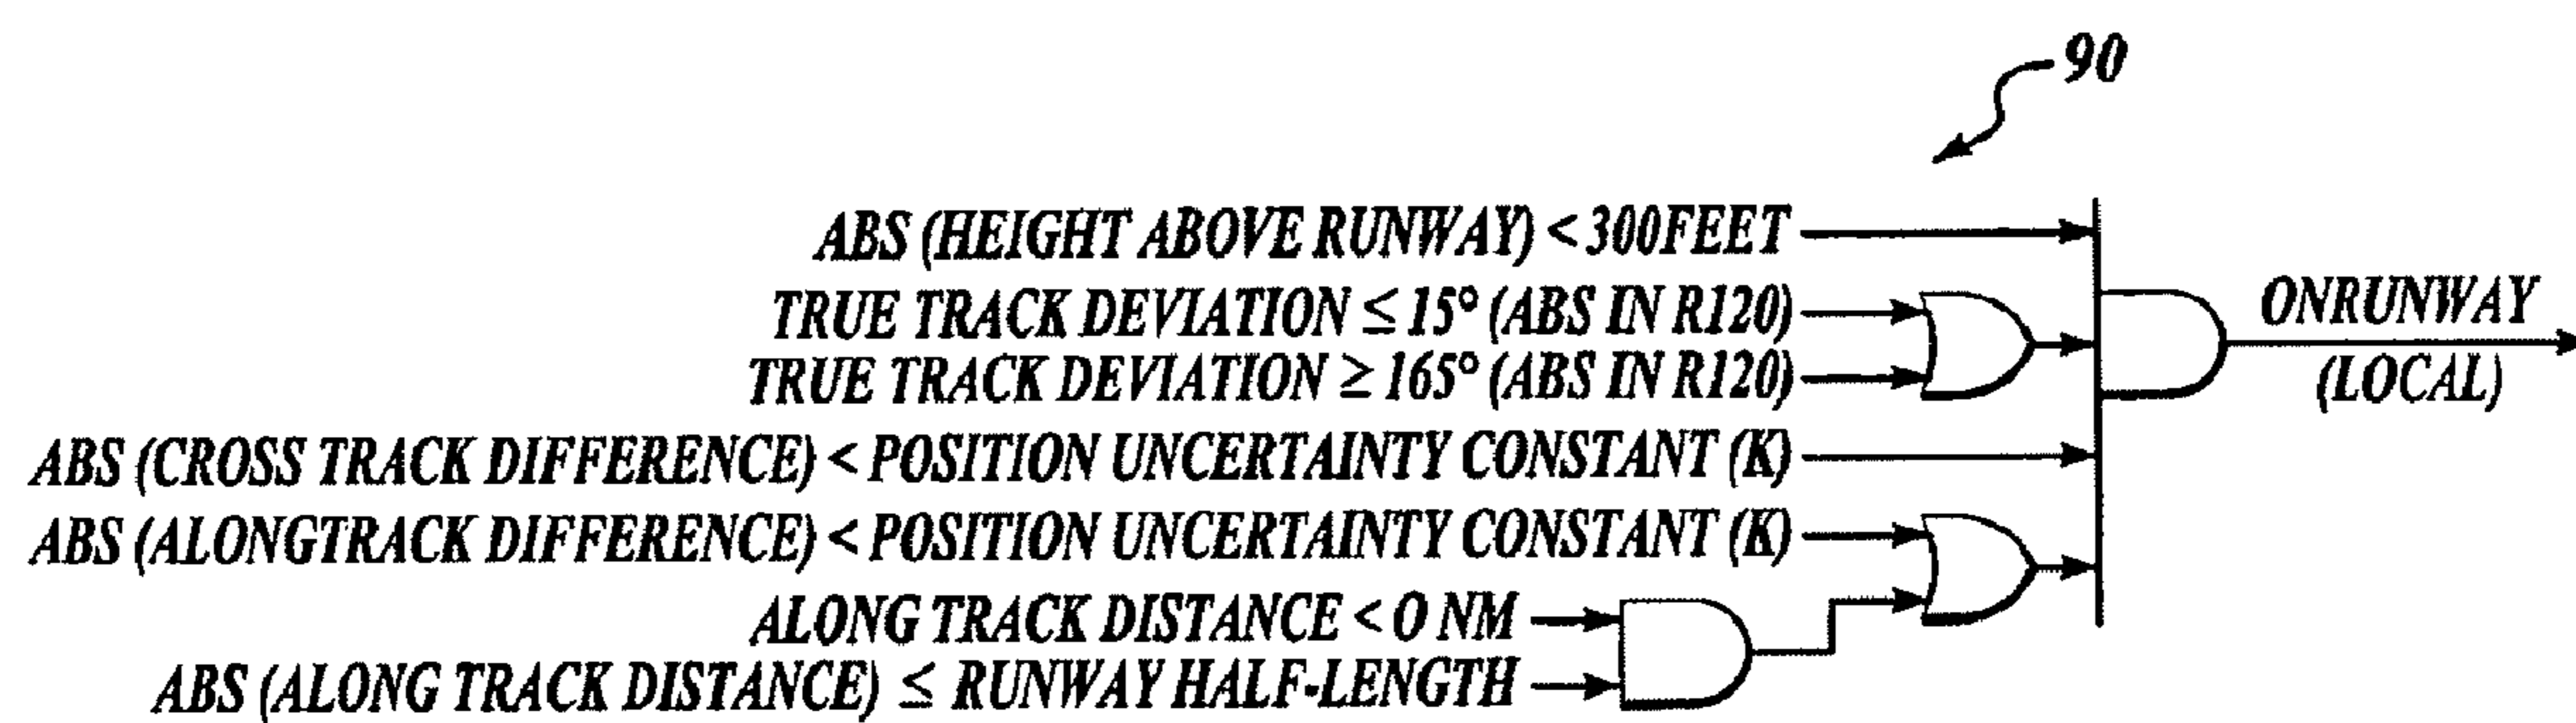 90
ABS (HEIGHT ABOVE RUNWAY) < 300FEET
TRUE TRACK DEVIATION ≤ 15° (ABS IN R120)
TRUE TRACK DEVIATION ≥ 165° (ABS IN R120)
ABS (CROSS TRACK DIFFERENCE) < POSITION UNCERTAINTY CONSTANT (K)
ABS (ALONGTRACK DIFFERENCE) < POSITION UNCERTAINTY CONSTANT (K)
ALONG TRACK DISTANCE < O NM
ABS (ALONG TRACK DISTANCE) ≤ RUNWAY HALF-LENGTH
ONRUNWAY
(LOCAL)